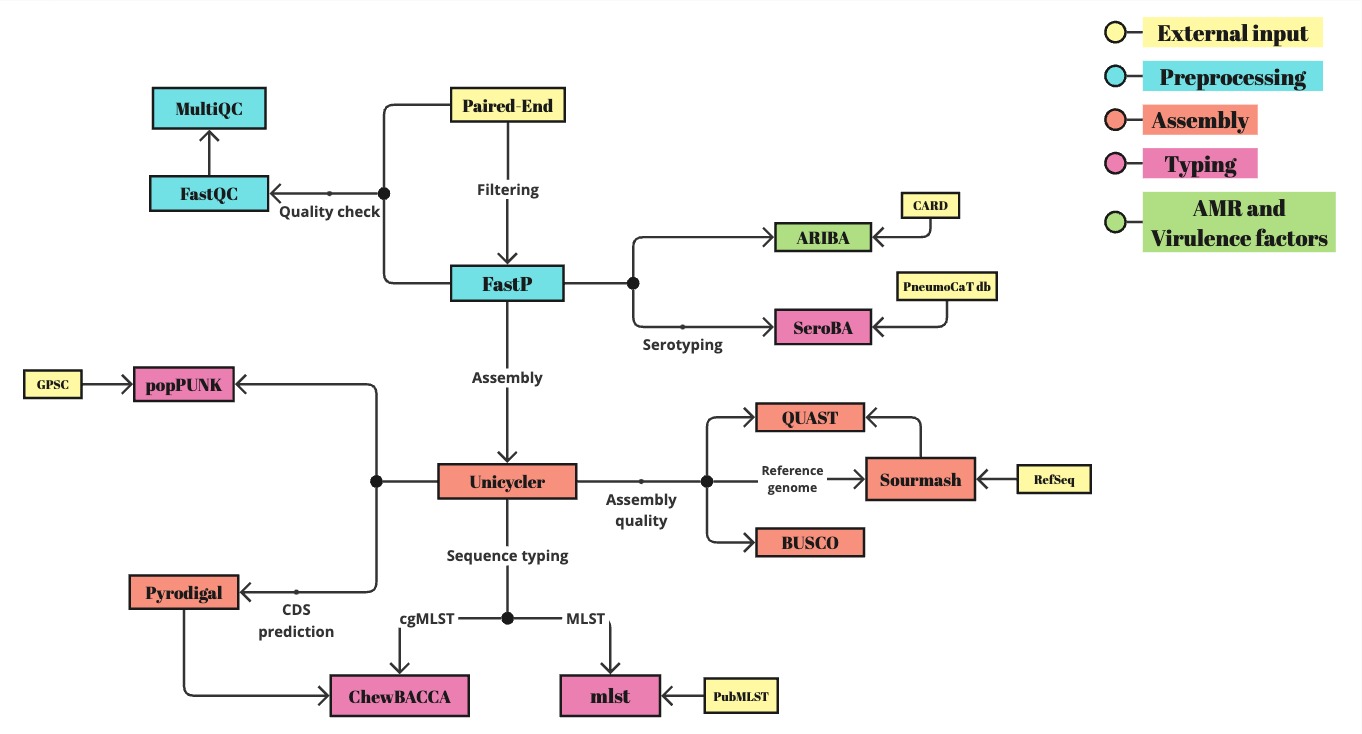 External input
Preprocessing
Assembly
Typing
AMR and
Virulence factors
MultiQC
Paired-End
FastQC
Quality check
Filtering
CARD
ARIBA
FastP
PneumoCaT db
SeroBA
Serotyping
Assembly
GPSC
popPUNK
QUAST
Unicycler
Reference
genome
Sourmash
RefSeq
Assembly
quality
BUSCO
Sequence typing
Pyrodigal
CDS
prediction
cgMLST
MLST
ChewBACCA
mlst
PubMLST